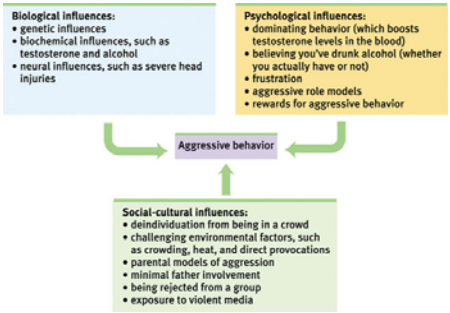 Biological influences:
• genetic influences
• biochemical influences, such as
testosterone and alcohol
• neural influences, such as severe head
injuries
Psychological influences:
• dominating behavior (which boosts
testosterone levels in the blood)
• believing you've drunk alcohol (whether
you actually have or not)
• frustration
• aggressive role models
• rewards for aggressive behavior
Aggressive behavior
Social-cultural influences:
• deindividuation from being in a crowd
• challenging environmental factors, such
as crowding, heat, and direct provocations
• parental models of aggression
• minimal father involvement
• being rejected from a group
• exposure to violent media